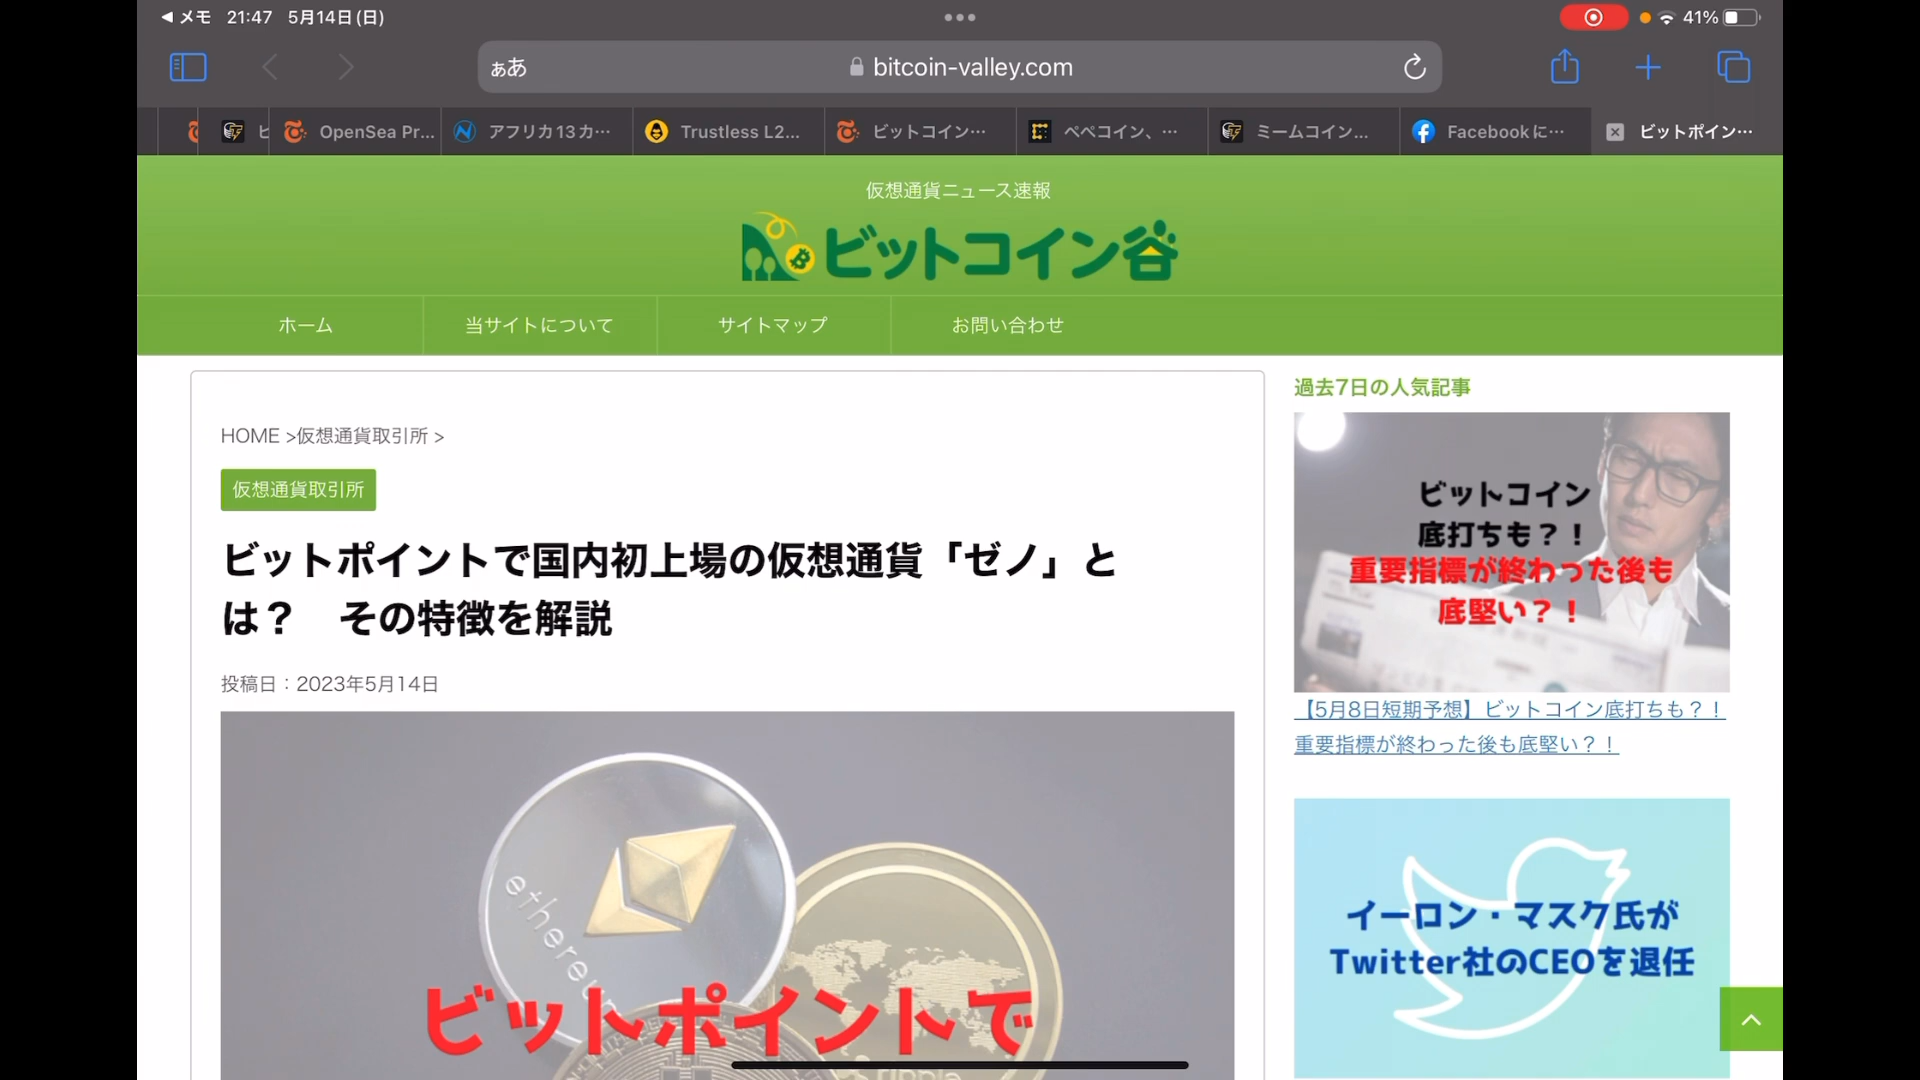 メモ 21:47 5月14日(日)
41%
ぁあ
bitcoin-valley.com
ヒ
OpenSea Pr...
アフリカ13カ…
Trustless L2...
ビットコイン…
ペペコイン、…
ミームコイン...
Facebookに…
ビットポイン…
仮想通貨ニュース速報
ビットコイン谷
ホーム
当サイトについて
サイトマップ
お問い合わせ
HOME >仮想通貨取引所 >
仮想通貨取引所
ビットポイントで国内初上場の仮想通貨「ゼノ」と
は？　その特徴を解説
投稿日：2023年5月14日
ethereum
ビットポイントで
ripple
過去7日の人気記事
ビットコイン
底打ちも？！
重要指標が終わった後も
底堅い？！
【5月8日短期予想】ビットコイン底打ちも？！
重要指標が終わった後も底堅い？！
イーロン・マスク氏が
Twitter社のCEOを退任